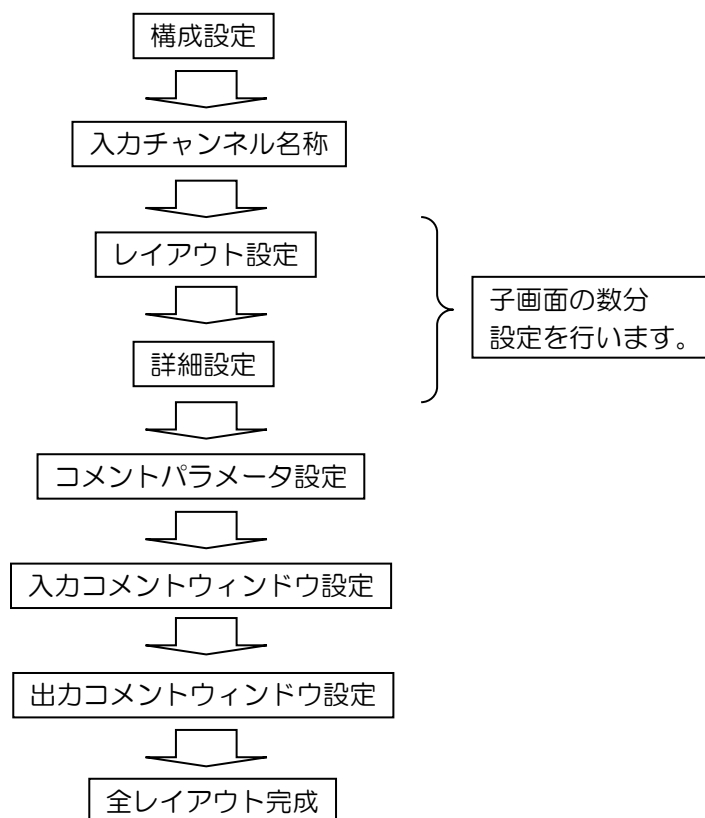 構成設定
入力チャンネル名称
レイアウト設定
子画面の数分
設定を行います。
詳細設定
コメントパラメータ設定
入力コメントウィンドウ設定
出力コメントウィンドウ設定
全レイアウト完成